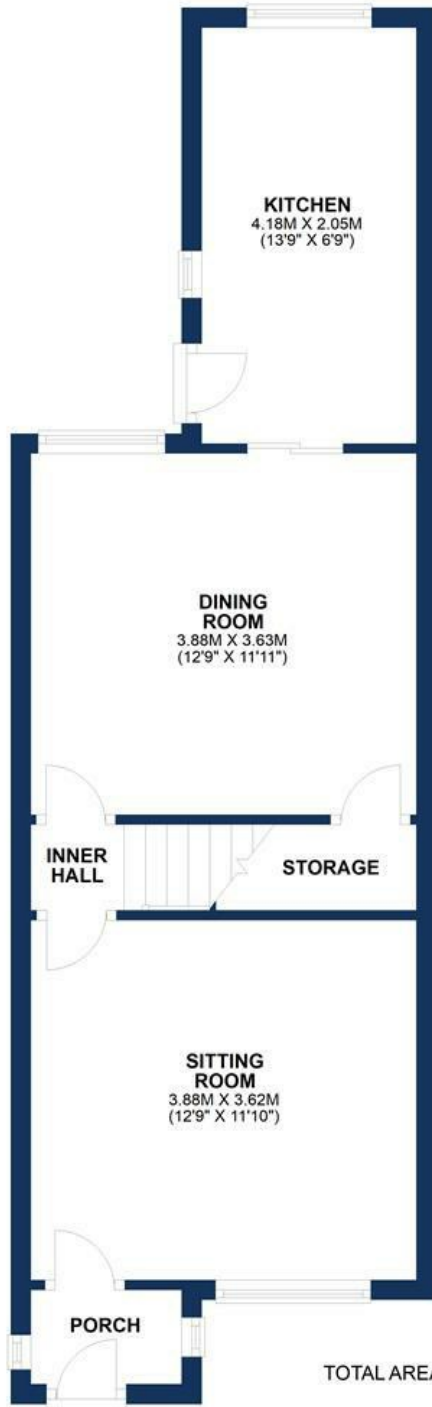 KITCHEN
4.18M X 2.05M
(13'9" X 6'9")
DINING
ROOM
3.88M X 3.63M
(12'9" X 11'11")
INNER
HALL
STORAGE
SITTING
ROOM
3.88M X 3.62M
(12'9" X 11'10")
PORCH
TOTAL AREA